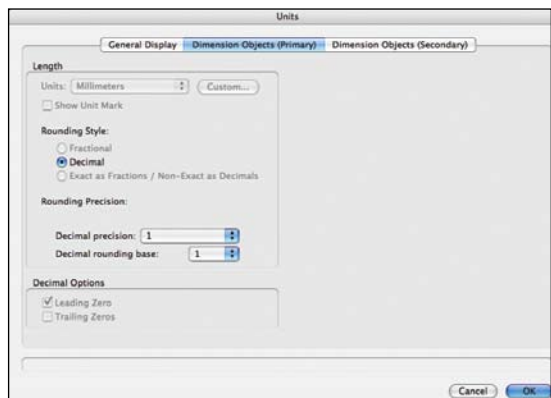 Units
General Display Dimension Objects (Primary) Dimension Objects (Secondary)
Length
Units: Millimeters Custom...
Show Unit Mark
Rounding Style:
Fractional
Decimal
Exact as Fractions / Non-Exact as Decimals
Rounding Precision:
Decimal precision: 1
Decimal rounding base: 1
Decimal Options
Leading Zero
Trailing Zeros
Cancel OK